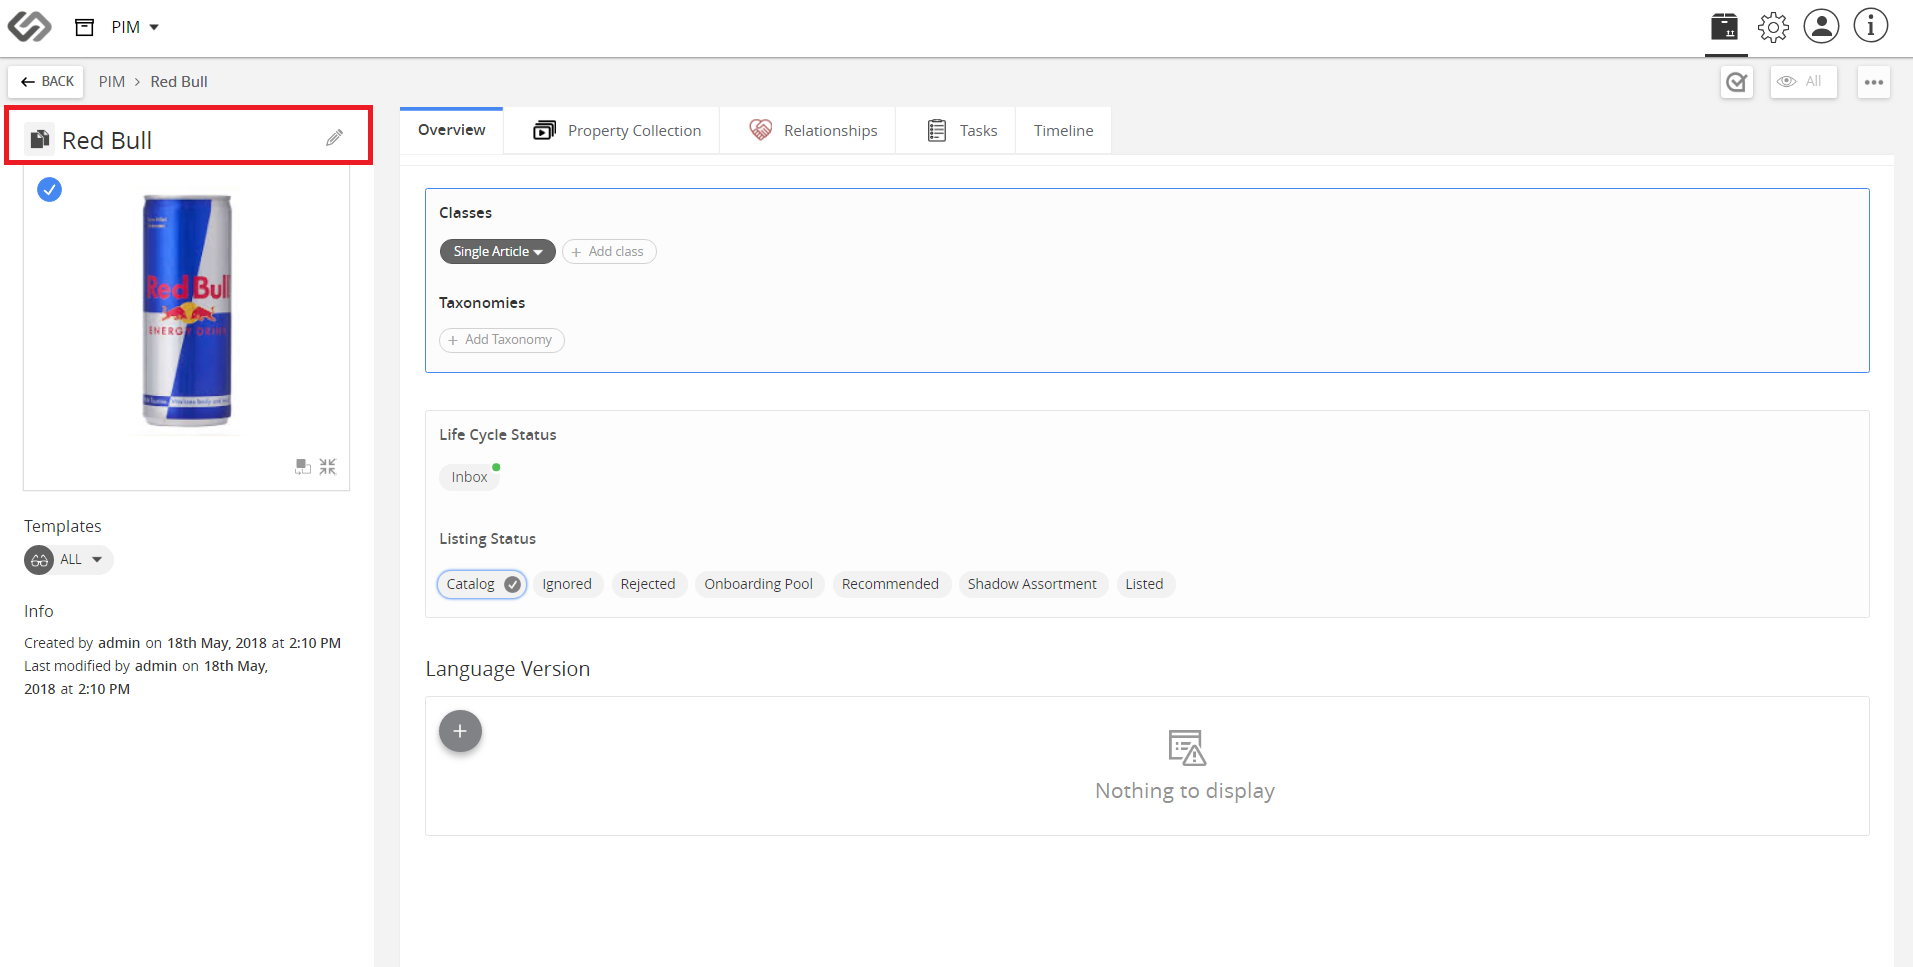 PIM
BACK PIM > Red Bull
All
Red Bull
Overview Property Collection Relationships Tasks Timeline
Red Bull
ENERGY DRINK
Classes
Single Article + Add class
Taxonomies
+ Add Taxonomy
Life Cycle Status
Inbox
Listing Status
Catalog Ignored Rejected Onboarding Pool Recommended Shadow Assortment Listed
Templates
ALL
Info
Created by admin on 18th May, 2018 at 2:10 PM
Last modified by admin on 18th May,
2018 at 2:10 PM
Language Version
Nothing to display